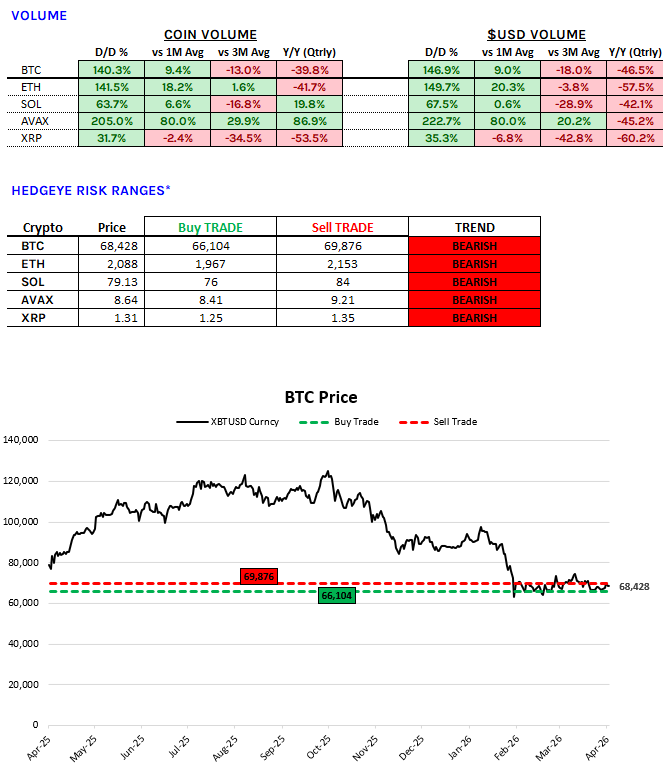 VOLUME
COIN VOLUME $USD VOLUME
D/D % vs 1M Avg vs 3M Avg Y/Y (Qtrly) D/D % vs 1M Avg vs 3M Avg Y/Y (Qtrly)
BTC 140.3% 9.4% -13.0% -39.8% 146.9% 9.0% -18.0% -46.5%
ETH 141.5% 18.2% 1.6% -41.7% 149.7% 20.3% -3.8% -57.5%
SOL 63.7% 6.6% -16.8% 19.8% 67.5% 0.6% -28.9% -42.1%
AVAX 205.0% 80.0% 29.9% 86.9% 222.7% 80.0% 20.2% -45.2%
XRP 31.7% -2.4% -34.5% -53.5% 35.3% -6.8% -42.8% -60.2%
HEDGEYE RISK RANGES*
Crypto Price Buy TRADE Sell TRADE TREND
BTC 68,428 66,104 69,876 BEARISH
ETH 2,088 1,967 2,153 BEARISH
SOL 79.13 76 84 BEARISH
AVAX 8.64 8.41 9.21 BEARISH
XRP 1.31 1.25 1.35 BEARISH
BTC Price
XBTUSD Curncy Buy Trade Sell Trade
140,000
120,000
100,000
80,000
69,876
68,428
66,104
60,000
40,000
20,000
0
Apr-25 May-25 Jun-25 Jul-25 Aug-25 Sep-25 Oct-25 Nov-25 Dec-25 Jan-26 Feb-26 Mar-26 Apr-26